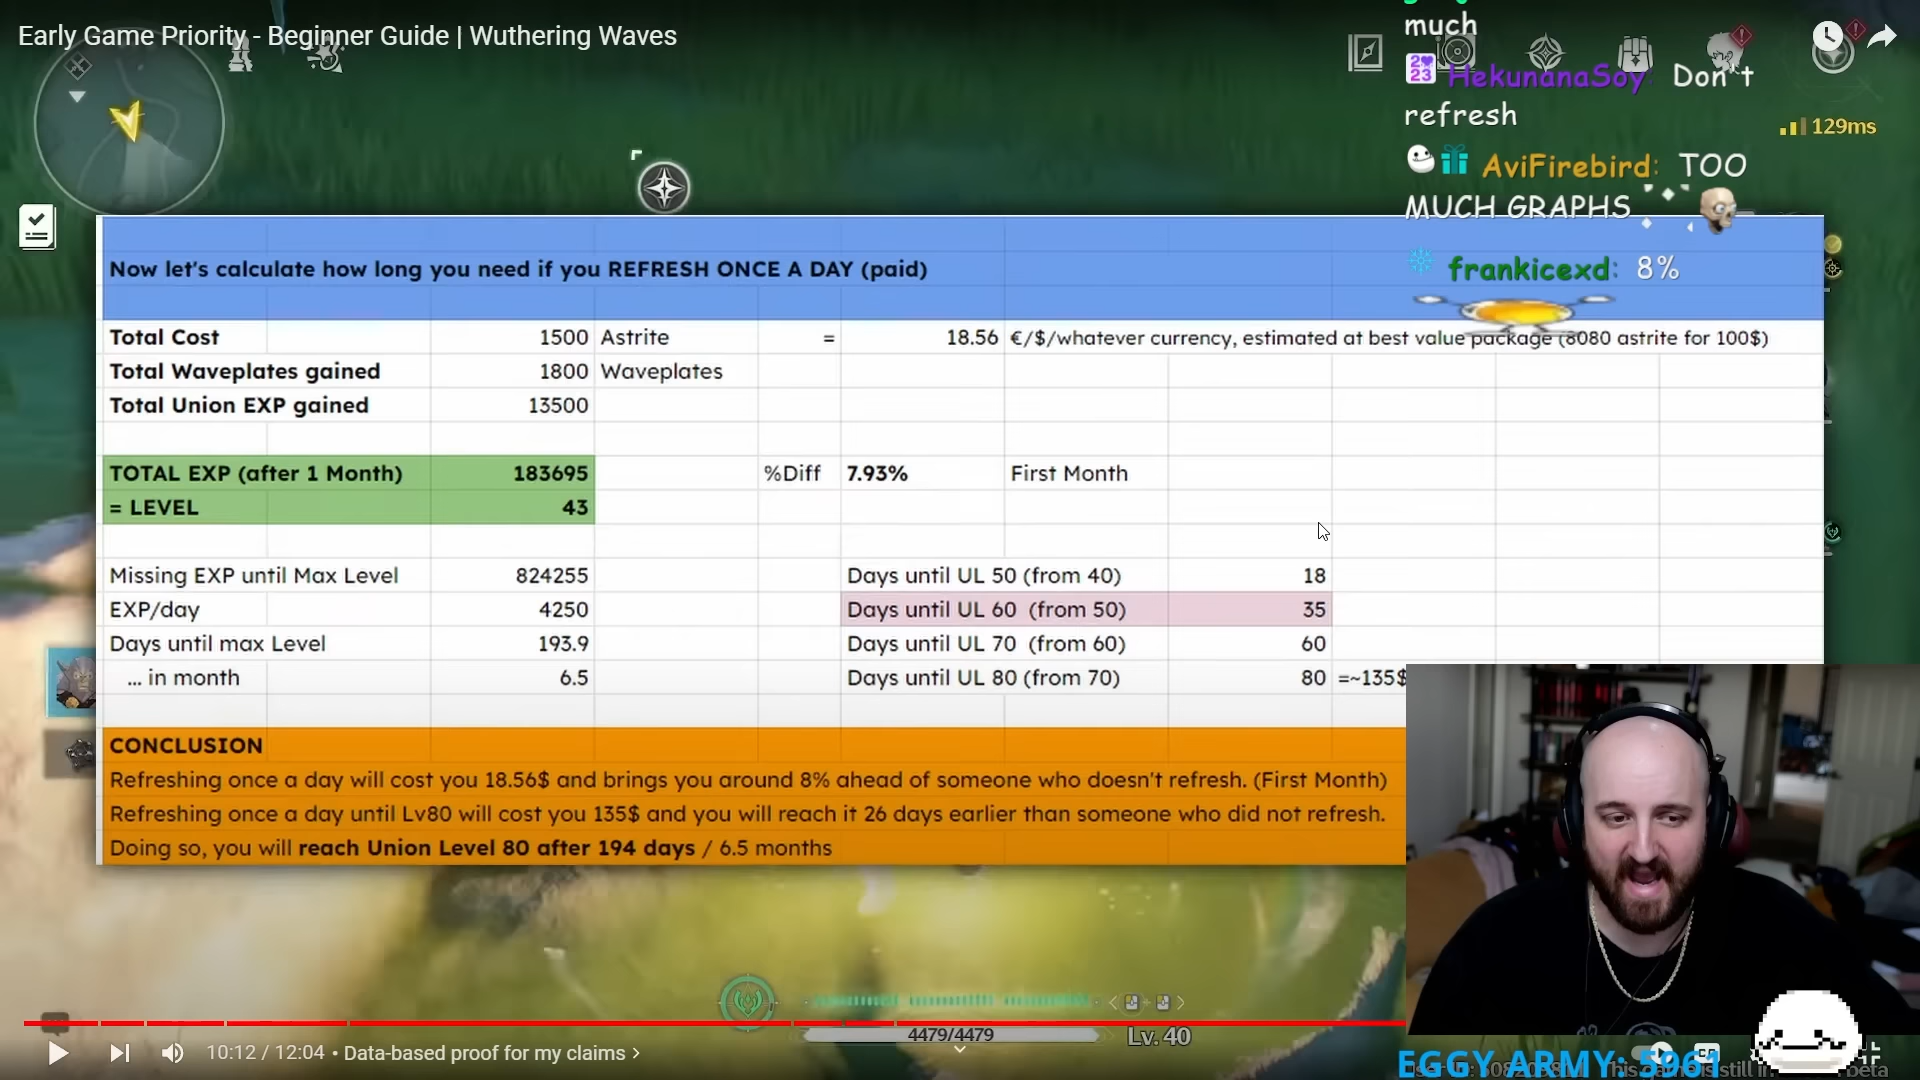 Early Game Priority - Beginner Guide | Wuthering Waves
much
HekunanaSoy: Don't
refresh
129ms
AviFirebird: TOO
MUCH GRAPHS
frankicexd: 8%
Now let's calculate how long you need if you REFRESH ONCE A DAY (paid)
Total Cost 1500 Astrite = 18.56 €/$/whatever currency, estimated at best value package (8080 astrite for 100$)
Total Waveplates gained 1800 Waveplates
Total Union EXP gained 13500
TOTAL EXP (after 1 Month) 183695 %Diff 7.93% First Month
= LEVEL 43
Missing EXP until Max Level 824255 Days until UL 50 (from 40) 18
EXP/day 4250 Days until UL 60 (from 50) 35
Days until max Level 193.9 Days until UL 70 (from 60) 60
... in month 6.5 Days until UL 80 (from 70) 80 =~135$
CONCLUSION
Refreshing once a day will cost you 18.56$ and brings you around 8% ahead of someone who doesn't refresh. (First Month)
Refreshing once a day until Lv80 will cost you 135$ and you will reach it 26 days earlier than someone who did not refresh.
Doing so, you will reach Union Level 80 after 194 days / 6.5 months
4479/4479 Lv. 40
10:12 / 12:04 • Data-based proof for my claims >
EGGY ARMY: 5961